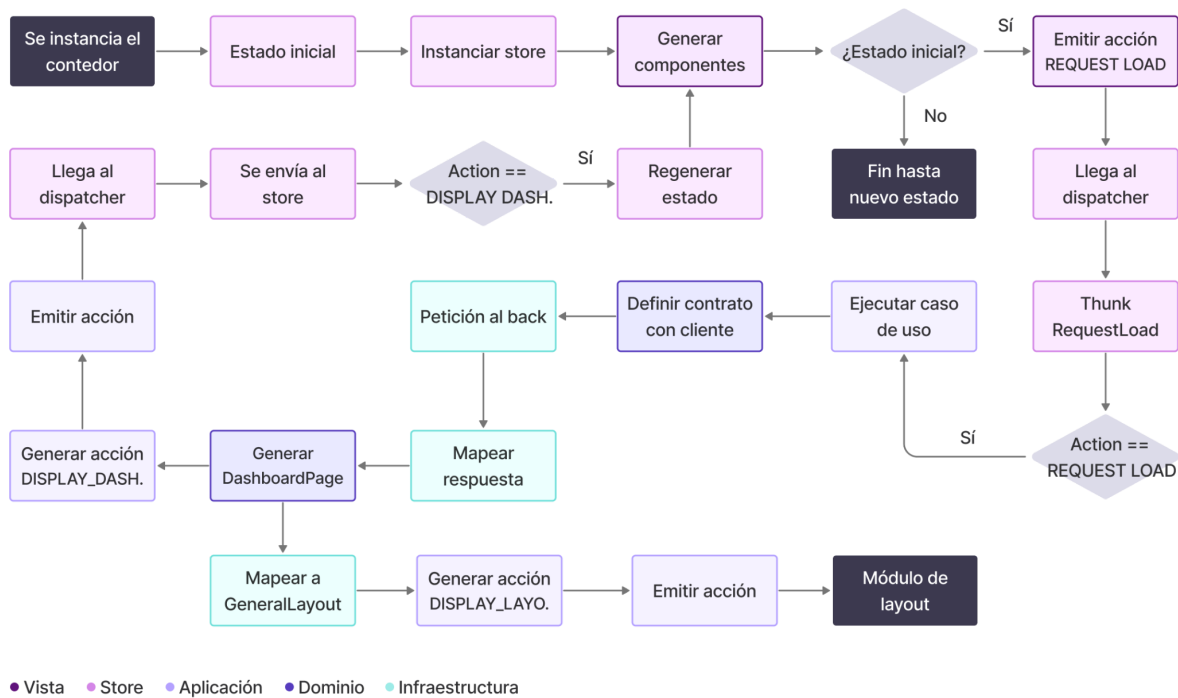 Se instancia el
contedor
Estado inicial
Instanciar store
Generar
componentes
¿Estado inicial?
Sí
Emitir acción
REQUEST LOAD
No
Llega al
dispatcher
Se envía al
store
Action ==
DISPLAY DASH.
Sí
Regenerar
estado
Fin hasta
nuevo estado
Llega al
dispatcher
Emitir acción
Petición al back
Definir contrato
con cliente
Ejecutar caso
de uso
Thunk
RequestLoad
Generar acción
DISPLAY_DASH.
Generar
DashboardPage
Mapear
respuesta
Sí
Action ==
REQUEST LOAD
Mapear a
GeneralLayout
Generar acción
DISPLAY_LAYO.
Emitir acción
Módulo de
layout
Vista
Store
Aplicación
Dominio
Infraestructura